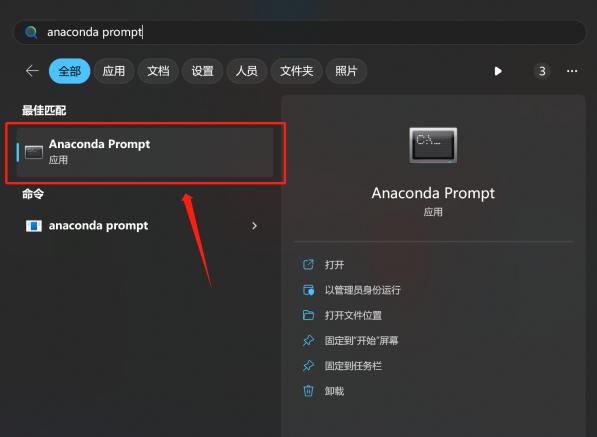 anaconda prompt
全部 应用 文档 设置 人员 文件夹 照片 3 ...
最佳匹配
Anaconda Prompt
应用
命令
anaconda prompt
C:\_
Anaconda Prompt
应用
打开
以管理员身份运行
打开文件位置
固定到"开始"屏幕
固定到任务栏
卸载